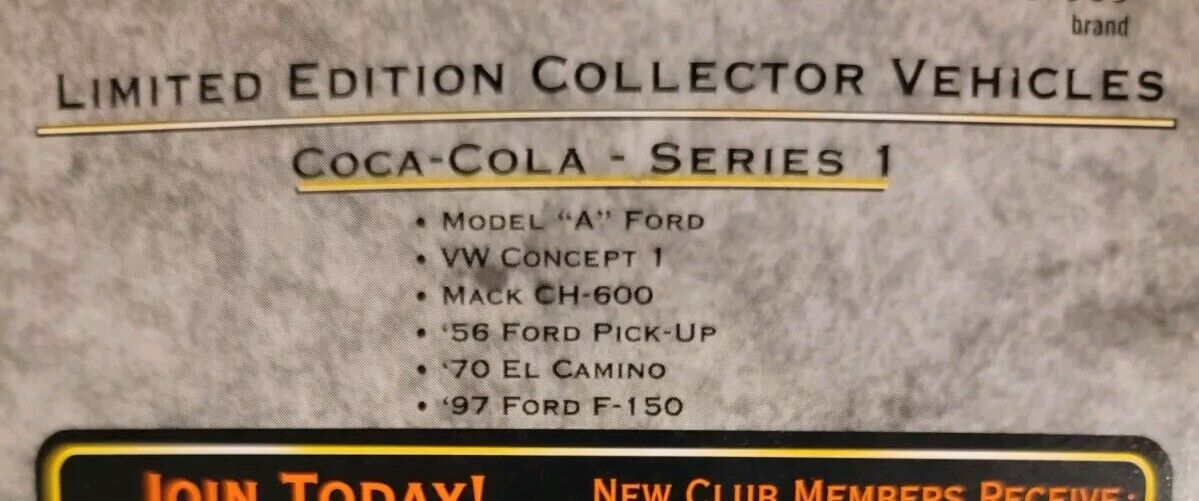 brand
LIMITED EDITION COLLECTOR VEHiCLES
COCA-COLA - SERIES 1
• MODEL "A" FORD
• VW CONCEPT 1
• MACK CH-600
• '56 FORD PICK-UP
• '70 EL CAMINO
• '97 FORD F-150
JOIN TODAY! NEW CLUB MEMBERS RECEIVE